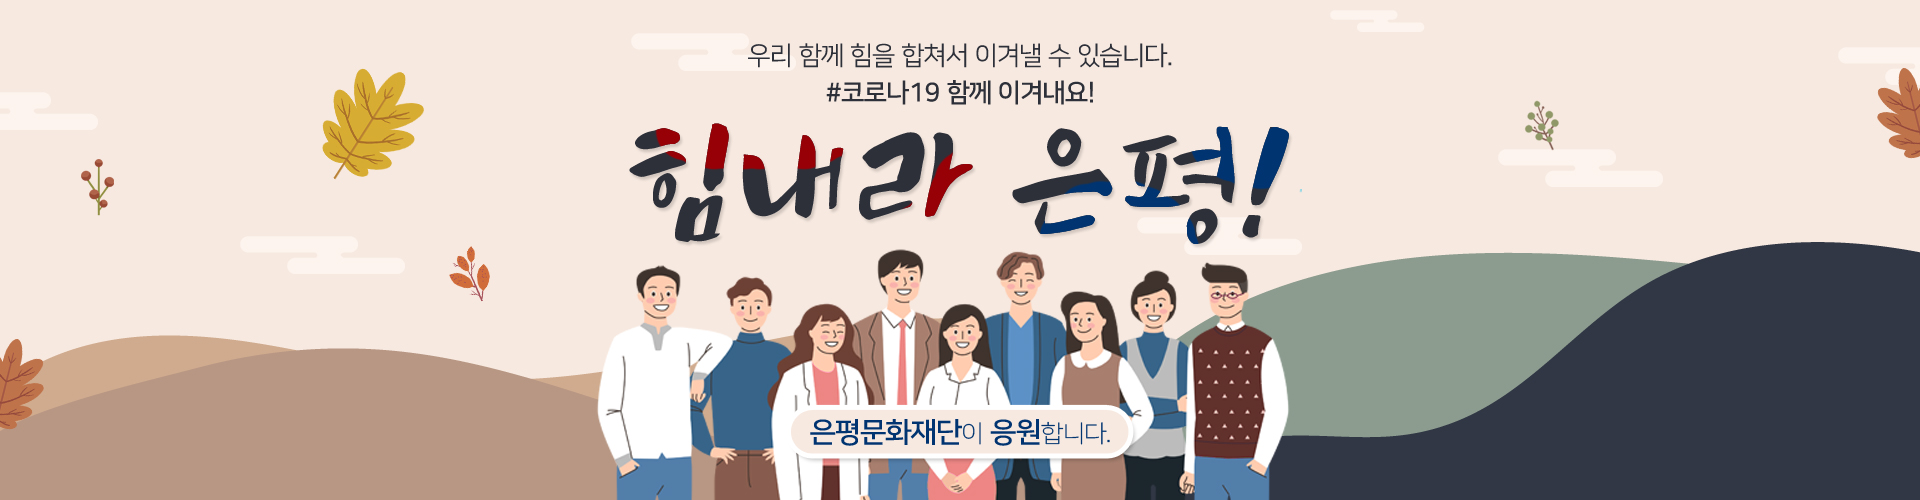 우리 함께 힘을 합쳐서 이겨낼 수 있습니다.
#코로나19 함께 이겨내요!
힘내라 은평!
은평문화재단이 응원합니다.